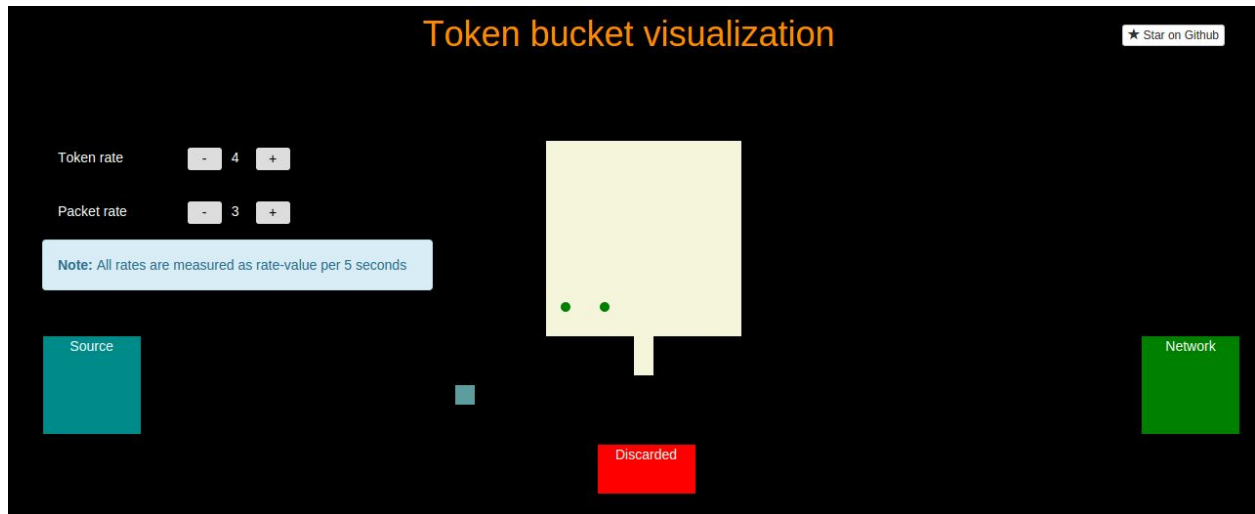 Token bucket visualization
★ Star on Github
Token rate - 4 +
Packet rate - 3 +
Note: All rates are measured as rate-value per 5 seconds
Source
Network
Discarded